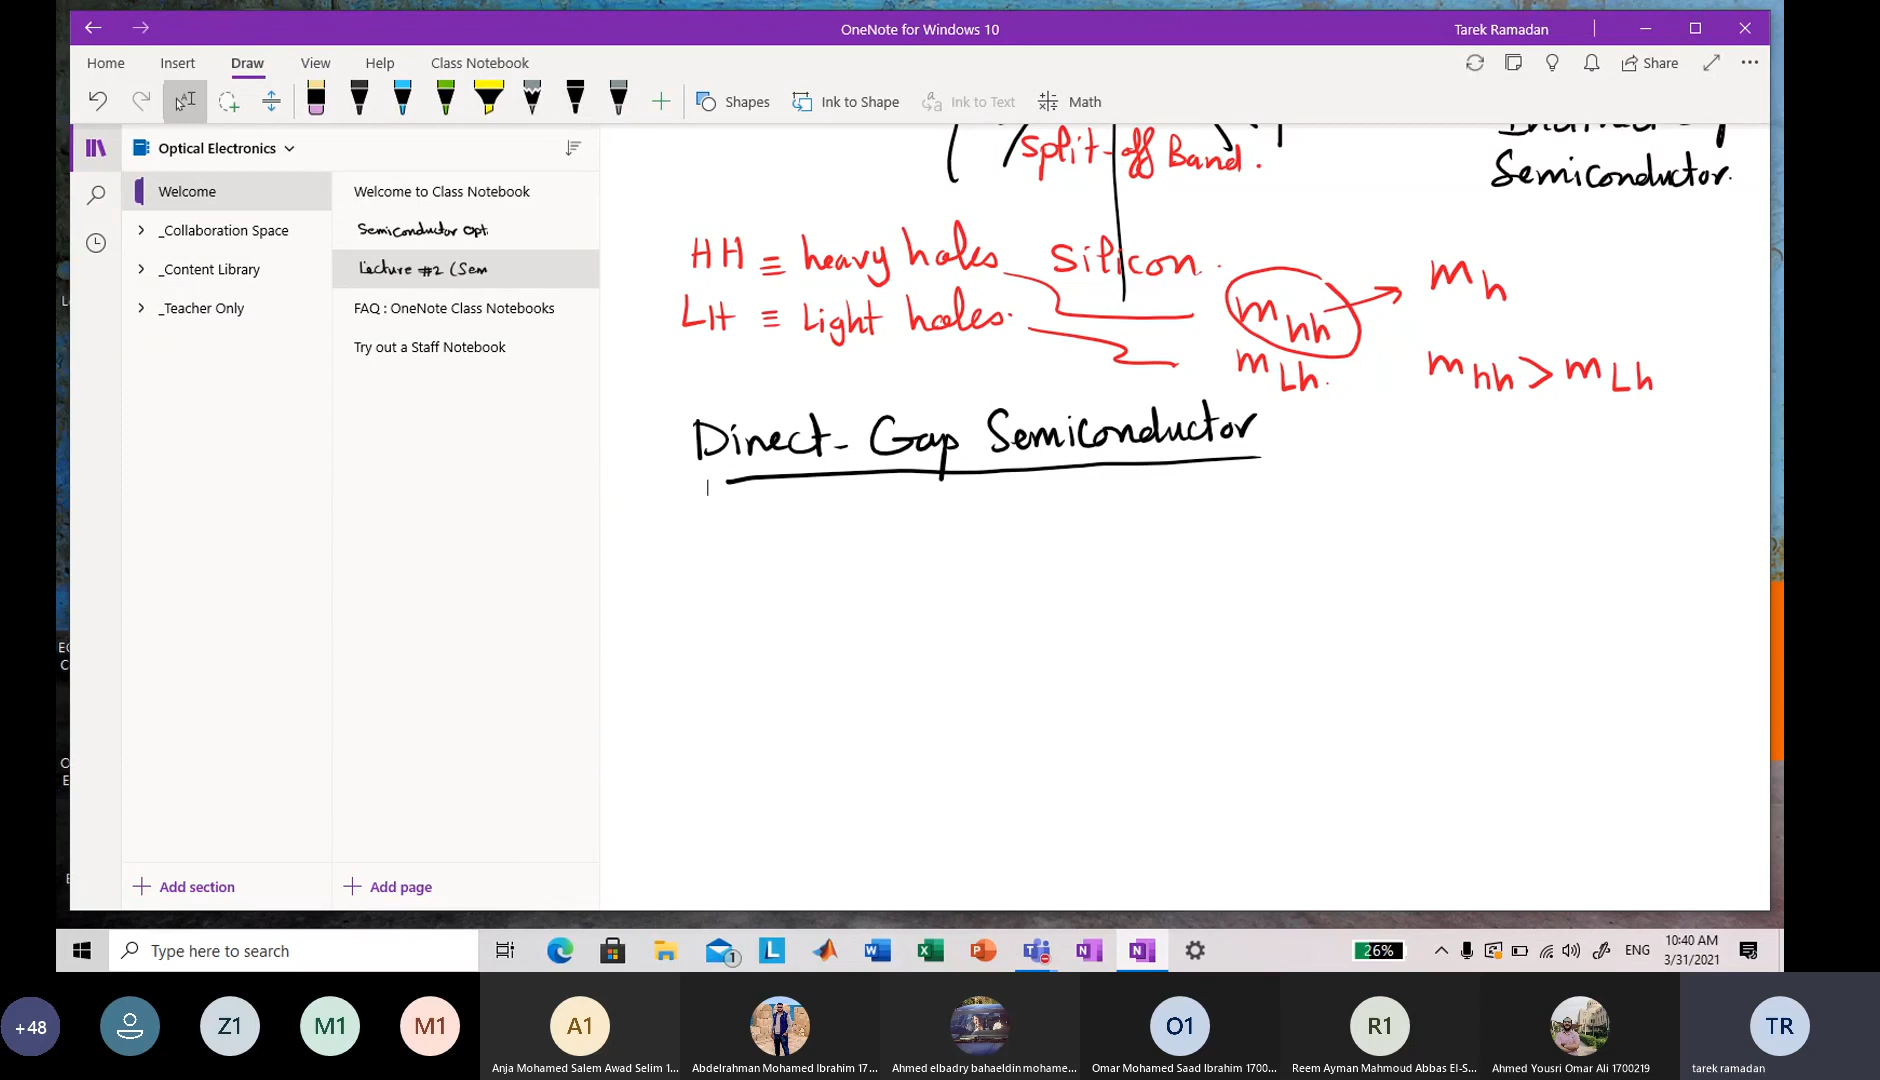 OneNote for Windows 10
Tarek Ramadan
Home Insert Draw View Help Class Notebook
Share
Shapes Ink to Shape Ink to Text Math
Optical Electronics
Welcome
_Collaboration Space
_Content Library
_Teacher Only
Welcome to Class Notebook
Semiconductor Opti
Lecture #2 (Sem
FAQ : OneNote Class Notebooks
Try out a Staff Notebook
Split-off Band.
Semiconductor.
HH ≡ heavy holes Silicon.
LH ≡ Light holes.
m hh → m h
m Lh.
m hh > m Lh
Direct-Gap Semiconductor
Add section
Add page
Type here to search
1
26%
ENG
10:40 AM
3/31/2021
+48
Z1
M1
M1
A1
O1
R1
TR
Anja Mohamed Salem Awad Selim 1...
Abdelrahman Mohamed Ibrahim 17...
Ahmed elbadry bahaeldin mohame...
Omar Mohamed Saad Ibrahim 1700...
Reem Ayman Mahmoud Abbas El-S...
Ahmed Yousri Omar Ali 1700219
tarek ramadan